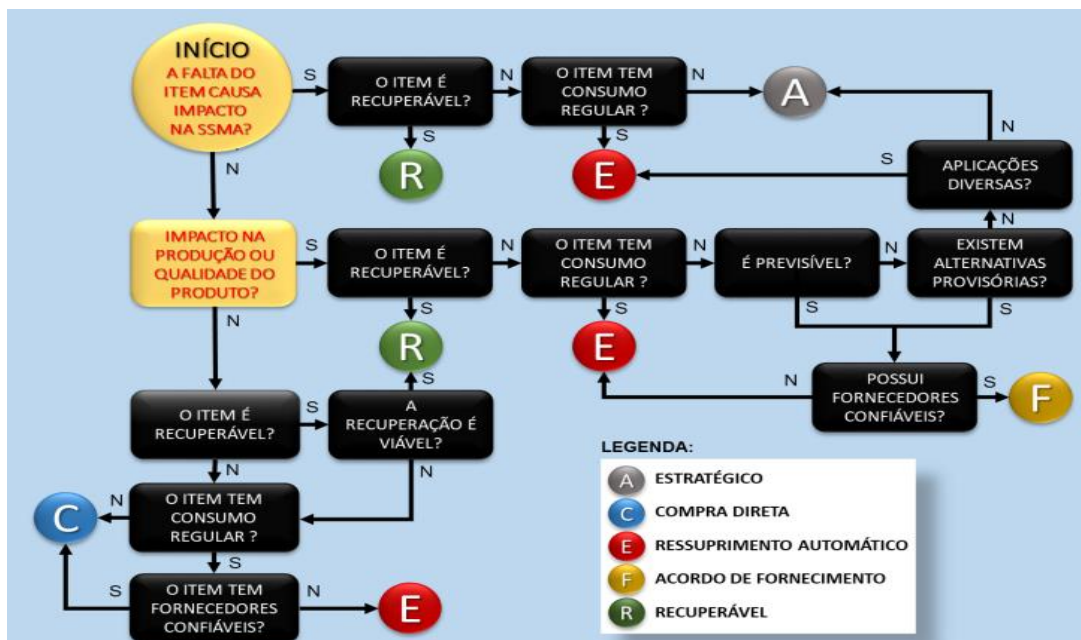 INÍCIO
A FALTA DO
ITEM CAUSA
IMPACTO
NA SSMA?
S
O ITEM É
RECUPERÁVEL?
N
O ITEM TEM
CONSUMO
REGULAR ?
N
A
S
R
S
E
N
S
N
APLICAÇÕES
DIVERSAS?
N
IMPACTO NA
PRODUÇÃO OU
QUALIDADE DO
PRODUTO?
S
O ITEM É
RECUPERÁVEL?
N
O ITEM TEM
CONSUMO
REGULAR ?
N
É PREVISÍVEL?
N
EXISTEM
ALTERNATIVAS
PROVISÓRIAS?
S
R
S
E
S
S
N
S
N
POSSUI
FORNECEDORES
CONFIÁVEIS?
S
F
O ITEM É
RECUPERÁVEL?
S
A
RECUPERAÇÃO É
VIÁVEL?
N
N
C
N
O ITEM TEM
CONSUMO
REGULAR ?
S
S
O ITEM TEM
FORNECEDORES
CONFIÁVEIS?
N
E
LEGENDA:
A ESTRATÉGICO
C COMPRA DIRETA
E RESSUPRIMENTO AUTOMÁTICO
F ACORDO DE FORNECIMENTO
R RECUPERÁVEL